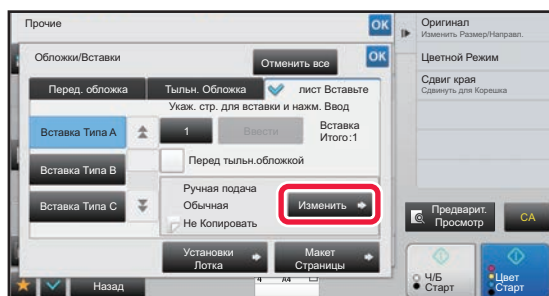 Прочие
OK
Обложки/Вставки
Отменить все
OK
Перед. обложка
Тыльн. Обложка
лист Вставьте
Укаж. стр. для вставки и нажм. Ввод
Вставка Типа A
1
Ввести
Вставка
Итого:1
Вставка Типа B
Перед тыльн.обложкой
Вставка Типа C
Ручная подача
Обычная
Не Копировать
Изменить
Установки
Лотка
Макет
Страницы
Назад
A4
Оригинал
Изменить Размер/Направл.
Цветной Режим
Сдвиг края
Сдвинуть для Корешка
Предварит.
Просмотр
CA
Ч/Б
Старт
Цвет
Старт